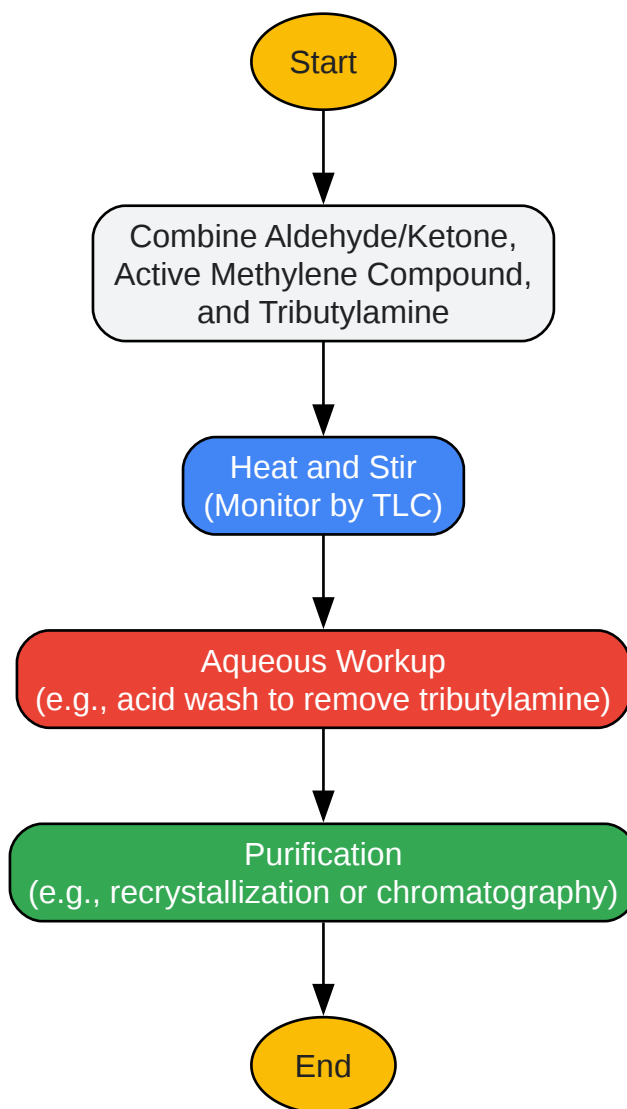 Start
Combine Aldehyde/Ketone,
Active Methylene Compound,
and Tributylamine
Heat and Stir
(Monitor by TLC)
Aqueous Workup
(e.g., acid wash to remove tributylamine)
Purification
(e.g., recrystallization or chromatography)
End